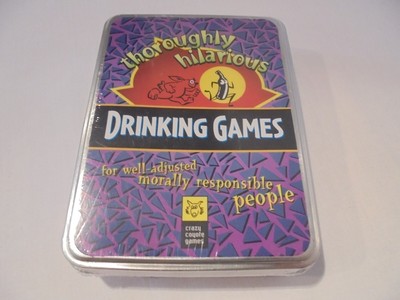 thoroughly
hilarious
DRINKING GAMES
for well-adjusted
morally responsible
people
crazy
coyote
games